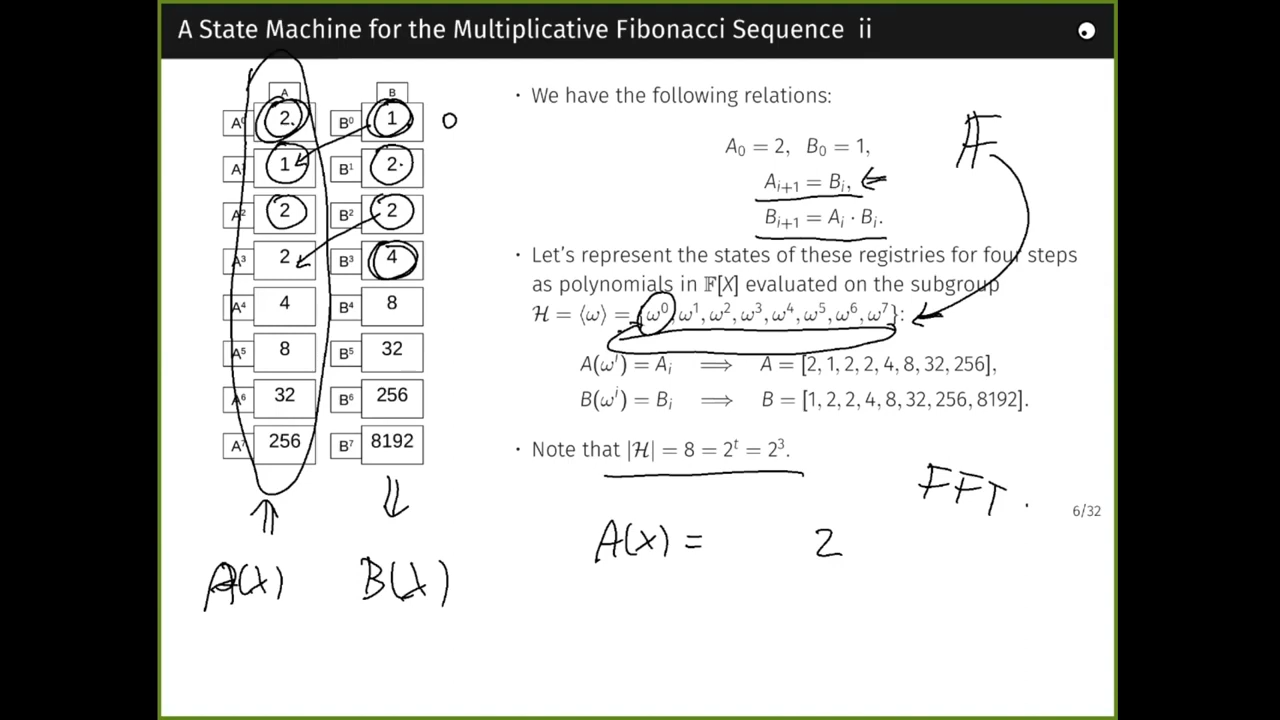 A State Machine for the Multiplicative Fibonacci Sequence ii
A B
A⁰ 2 B⁰ 1 0
A¹ 1 B¹ 2
A² 2 B² 2
A³ 2 B³ 4
A⁴ 4 B⁴ 8
A⁵ 8 B⁵ 32
A⁶ 32 B⁶ 256
A⁷ 256 B⁷ 8192
A(X) B(X)
• We have the following relations:
A₀ = 2, B₀ = 1,
Aᵢ₊₁ = Bᵢ,
Bᵢ₊₁ = Aᵢ · Bᵢ.
𝔽
• Let's represent the states of these registries for four steps
as polynomials in 𝔽[X] evaluated on the subgroup
ℋ = ⟨ω⟩ = {ω⁰, ω¹, ω², ω³, ω⁴, ω⁵, ω⁶, ω⁷}:
A(ωⁱ) = Aᵢ ⟹ A = [2, 1, 2, 2, 4, 8, 32, 256],
B(ωⁱ) = Bᵢ ⟹ B = [1, 2, 2, 4, 8, 32, 256, 8192].
• Note that |ℋ| = 8 = 2ᵗ = 2³.
FFT.
6/32
A(X) = 2